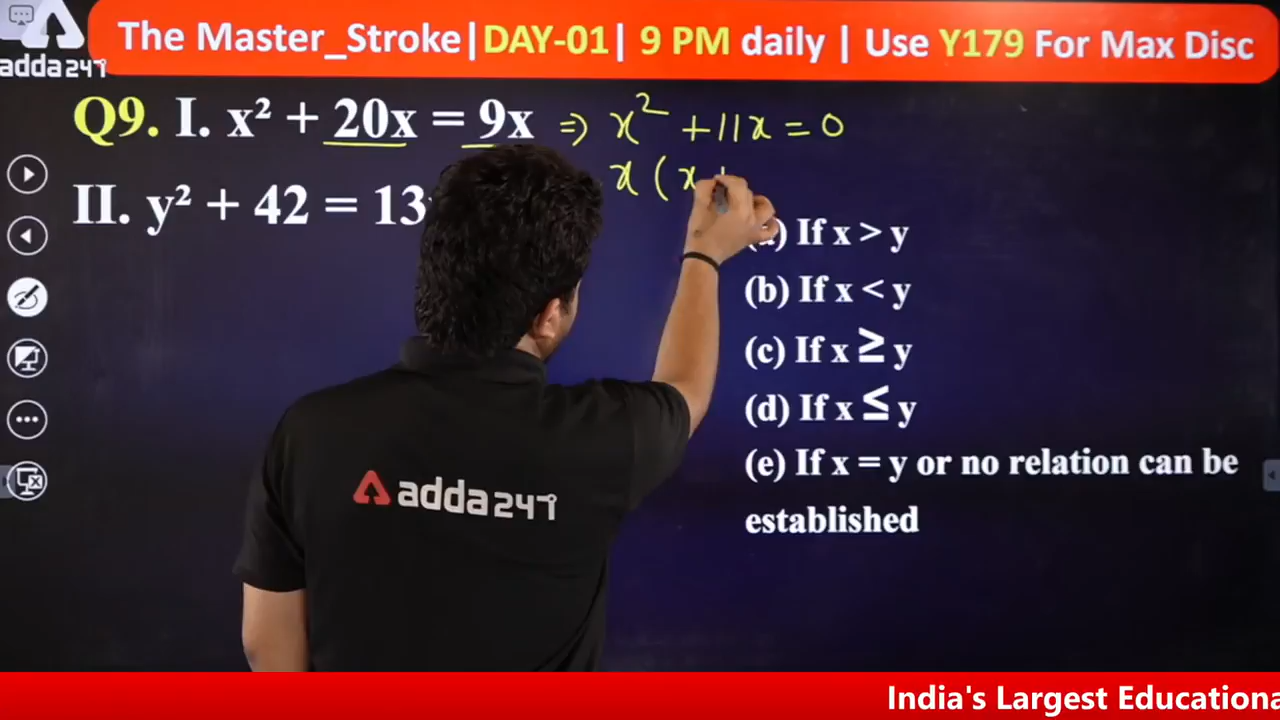 The Master_Stroke|DAY-01| 9 PM daily | Use Y179 For Max Disc
adda247
Q9. I. x² + 20x = 9x ⇒ x² + 11x = 0
x (x
II. y² + 42 = 13
If x > y
(b) If x < y
(c) If x ≥ y
(d) If x ≤ y
(e) If x = y or no relation can be
established
adda247
India's Largest Educationa